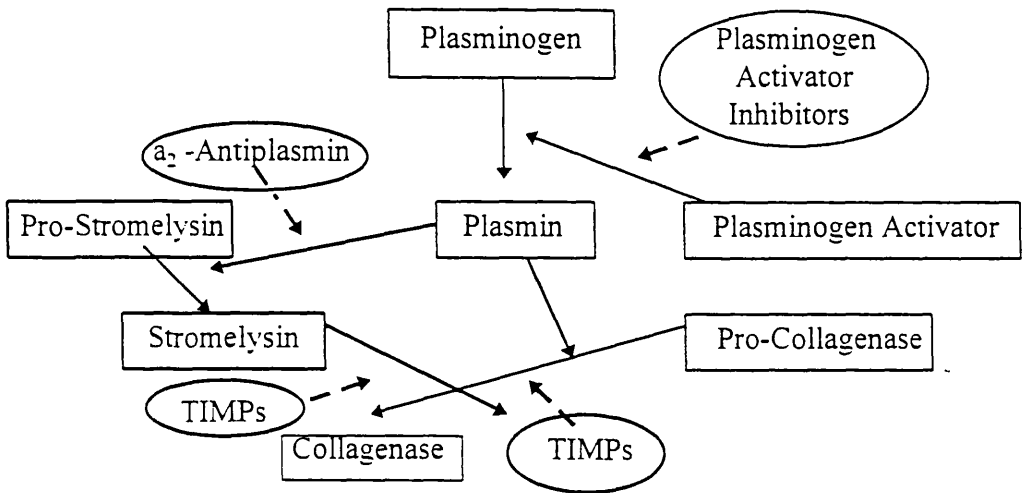 Plasminogen
Plasminogen
Activator
Inhibitors
a₂ -Antiplasmin
Pro-Stromelysin
Plasmin
Plasminogen Activator
Stromelysin
Pro-Collagenase
TIMPs
Collagenase
TIMPs